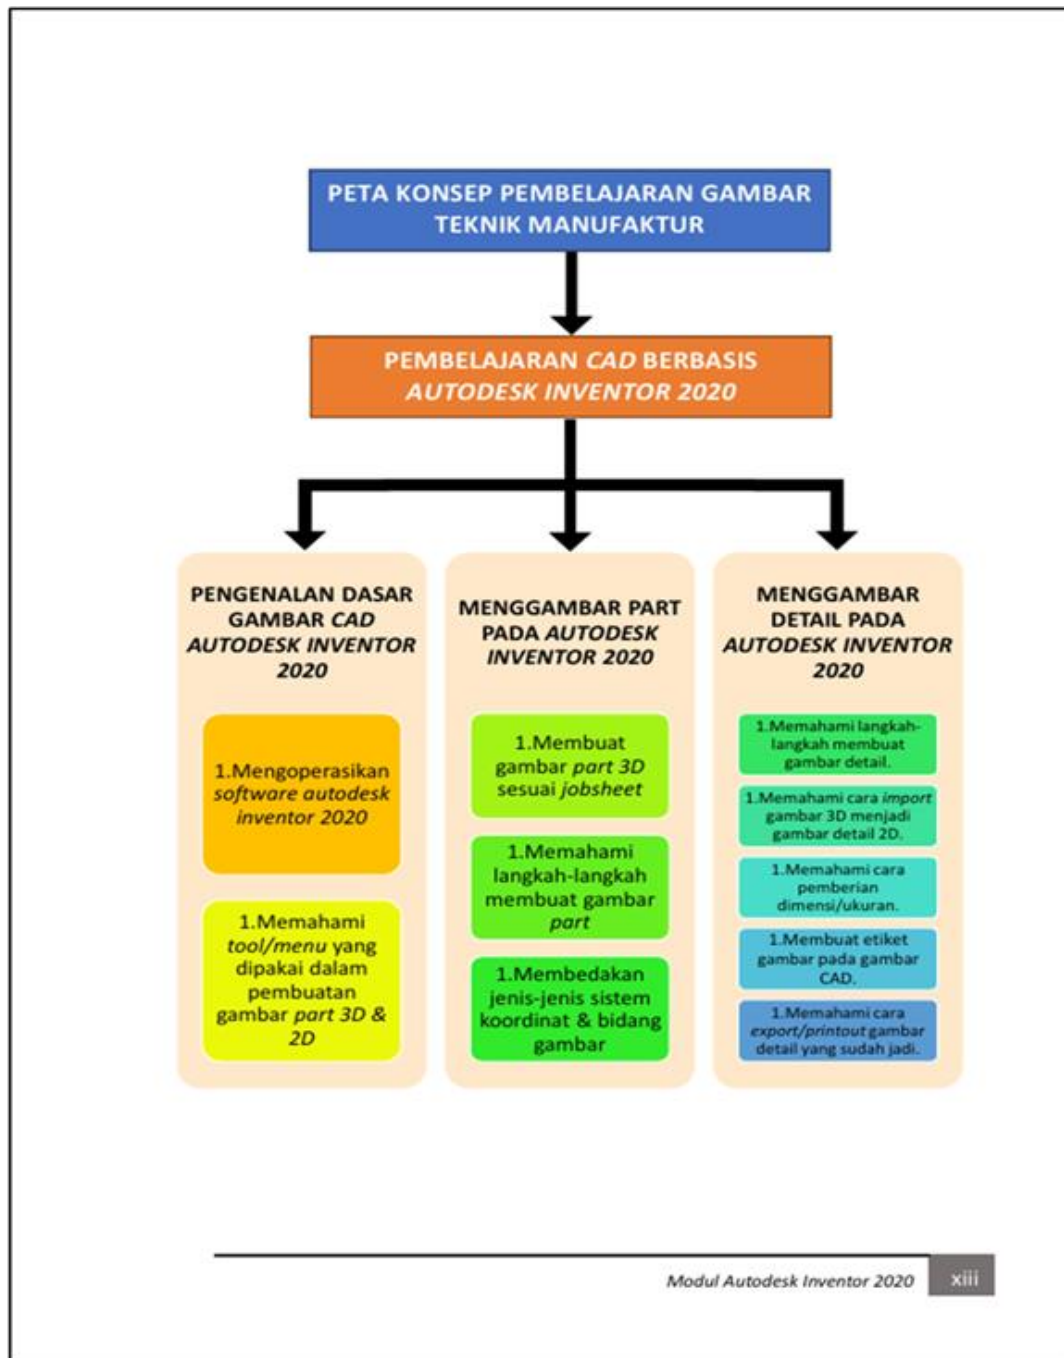 PETA KONSEP PEMBELAJARAN GAMBAR
TEKNIK MANUFAKTUR
PEMBELAJARAN CAD BERBASIS
AUTODESK INVENTOR 2020
PENGENALAN DASAR
GAMBAR CAD
AUTODESK INVENTOR
2020
1.Mengoperasikan
software autodesk
inventor 2020
1.Memahami
tool/menu yang
dipakai dalam
pembuatan
gambar part 3D &
2D
MENGGAMBAR PART
PADA AUTODESK
INVENTOR 2020
1.Membuat
gambar part 3D
sesuai jobsheet
1.Memahami
langkah-langkah
membuat gambar
part
1.Membedakan
jenis-jenis sistem
koordinat & bidang
gambar
MENGGAMBAR
DETAIL PADA
AUTODESK INVENTOR
2020
1.Memahami langkah-
langkah membuat
gambar detail.
1.Memahami cara import
gambar 3D menjadi
gambar detail 2D.
1.Memahami cara
pemberian
dimensi/ukuran.
1.Membuat etiket
gambar pada gambar
CAD.
1.Memahami cara
export/printout gambar
detail yang sudah jadi.
Modul Autodesk Inventor 2020
xiii